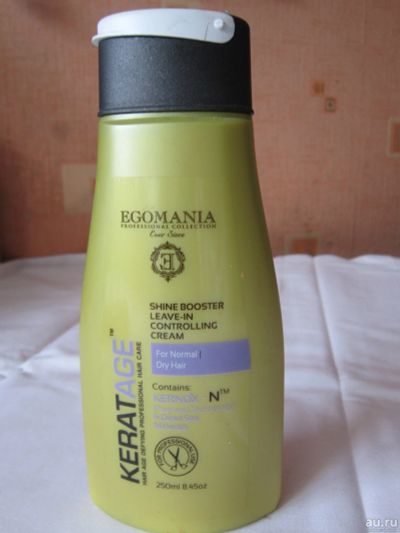 EGOMANIA
PROFESSIONAL COLLECTION
Ever Since
E
SHINE BOOSTER
LEAVE-IN
CONTROLLING
CREAM
For Normal |
Dry Hair
Contains:
KERNOX - N™
KERATAGE™
HAIR AGE DEFYING PROFESSIONAL HAIR CARE
FOR PROFESSIONAL USE
250ml 8.45oz
au.ru